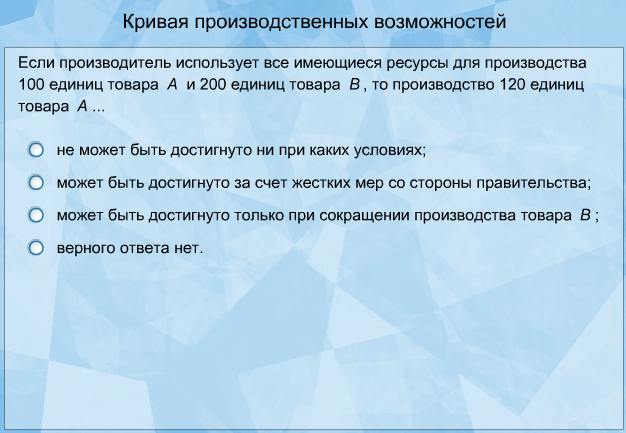 Кривая производственных возможностей
Если производитель использует все имеющиеся ресурсы для производства
100 единиц товара A и 200 единиц товара B, то производство 120 единиц
товара A ...
не может быть достигнуто ни при каких условиях;
может быть достигнуто за счет жестких мер со стороны правительства;
может быть достигнуто только при сокращении производства товара B ;
верного ответа нет.